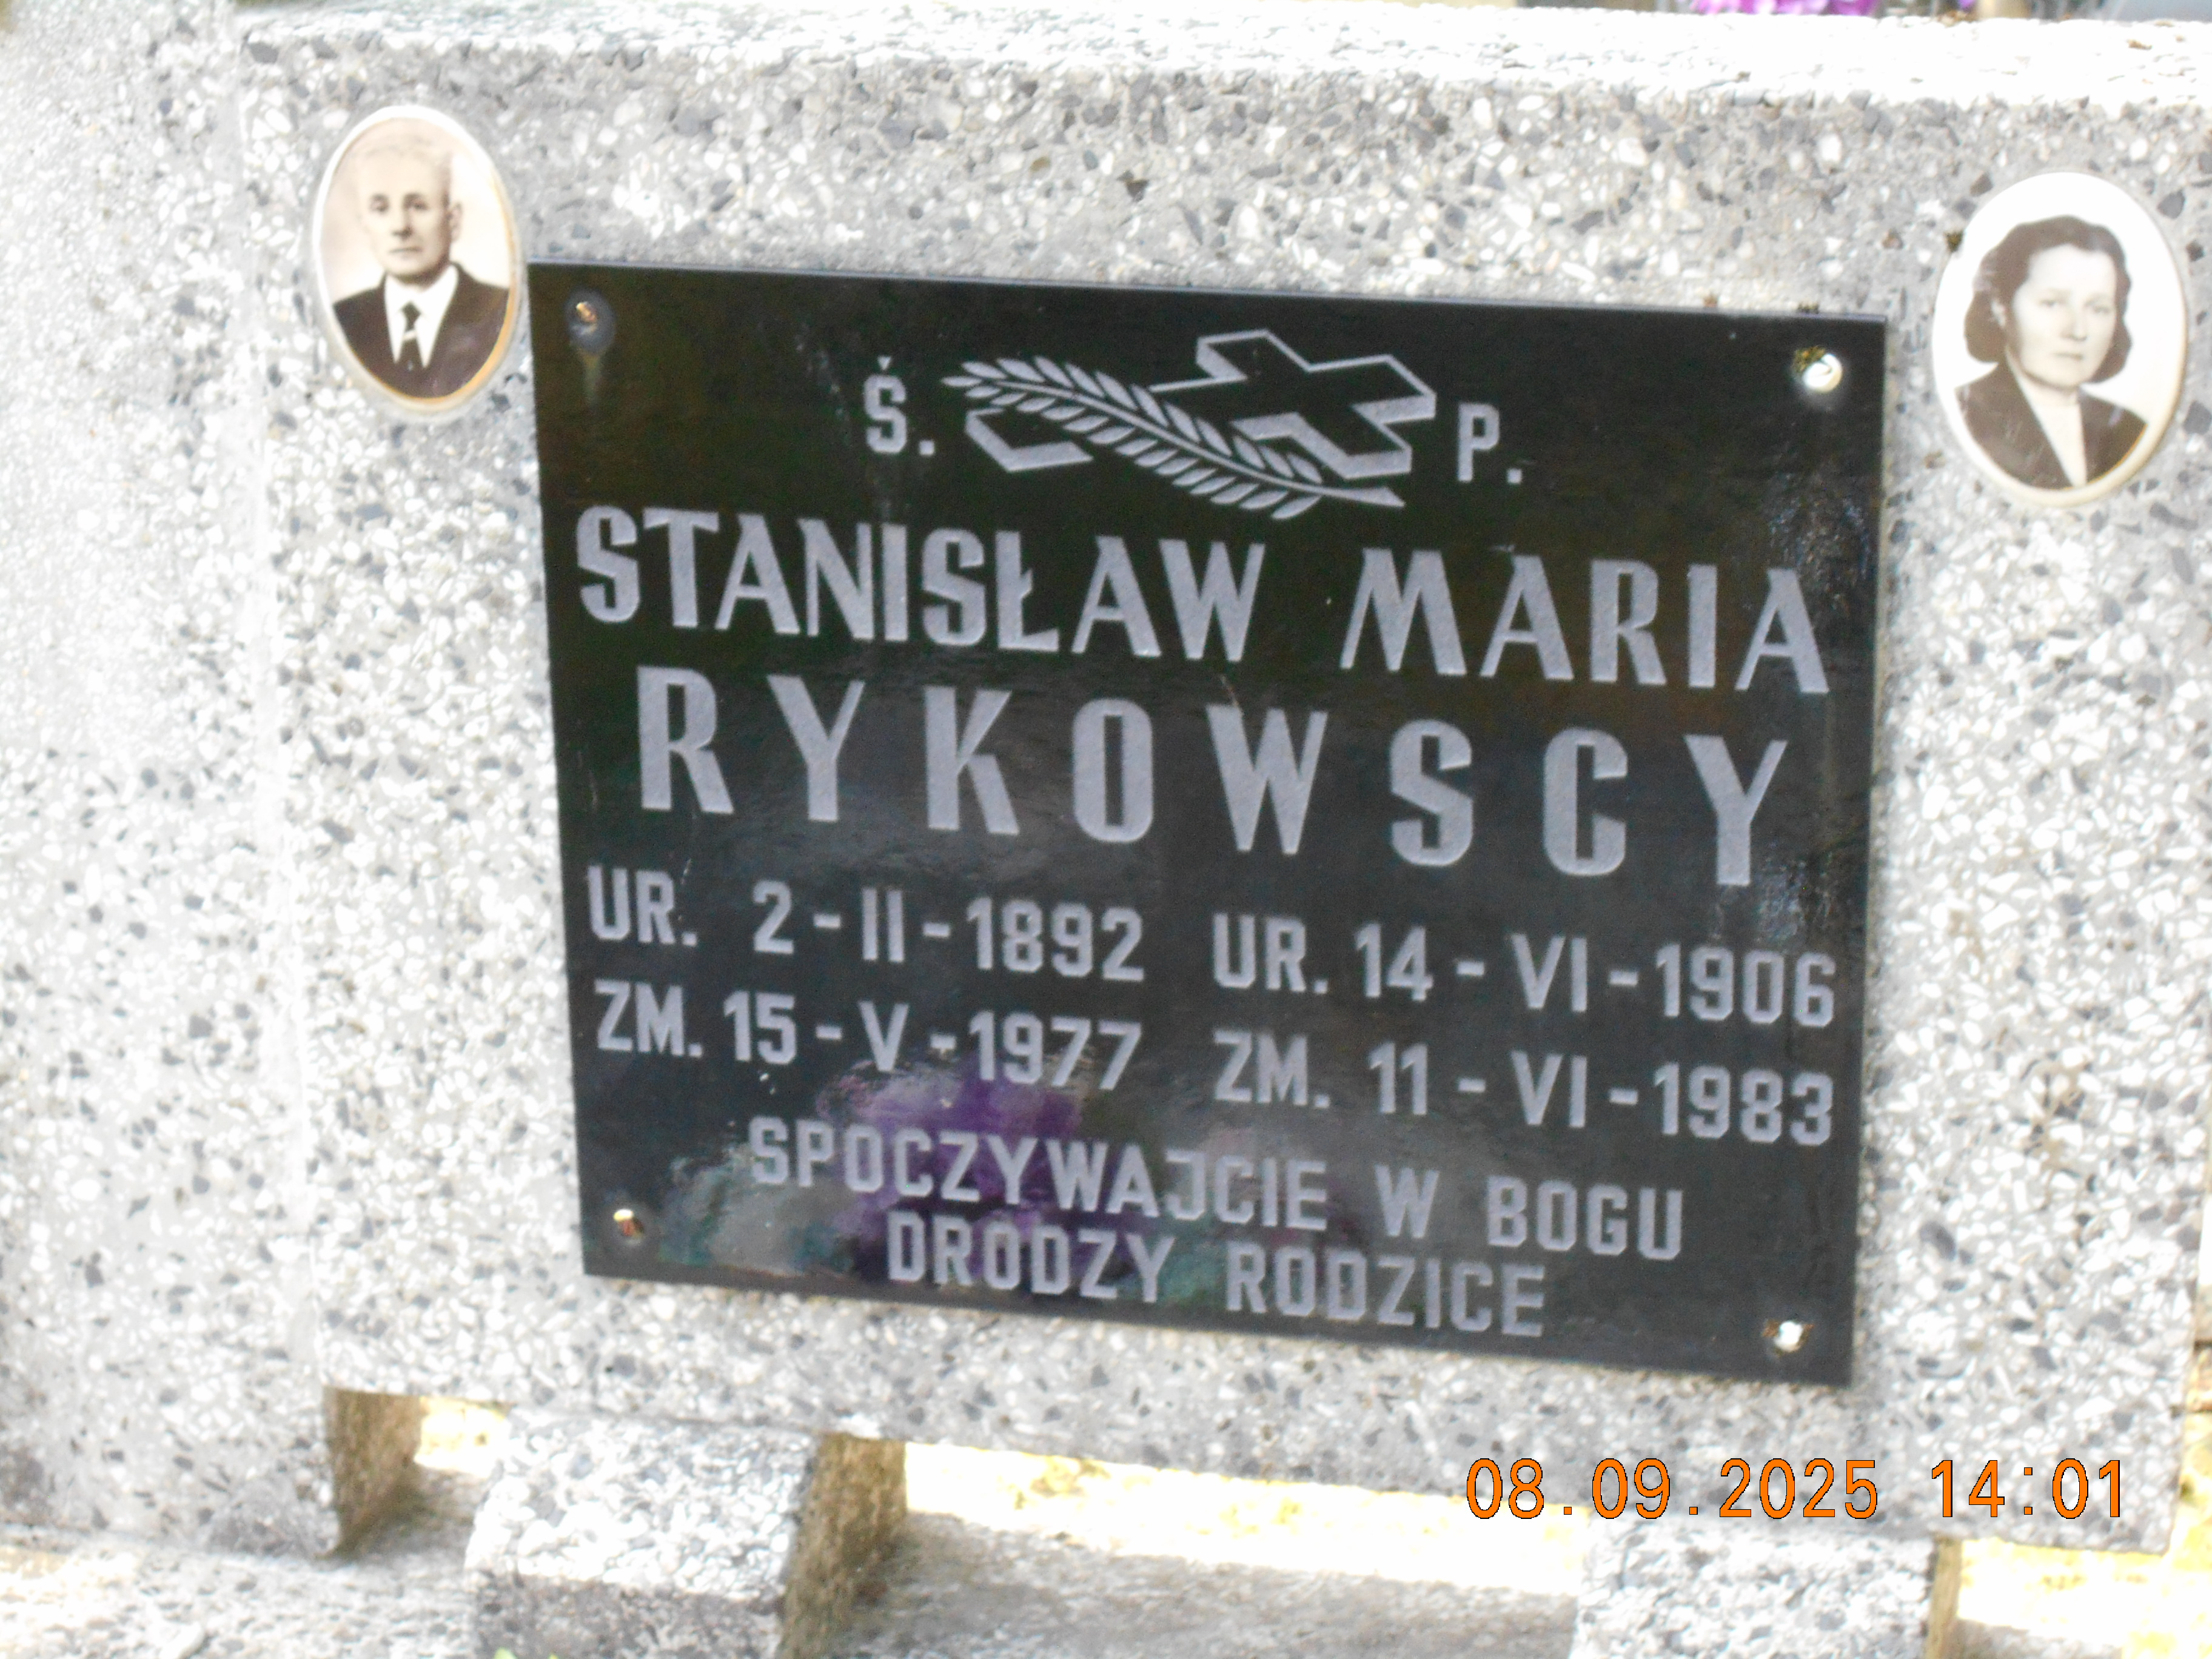 Ś. P.
STANISŁAW MARIA
RYKOWSCY
UR. 2-II-1892 UR. 14-VI-1906
ZM. 15-V-1977 ZM. 11-VI-1983
SPOCZYWAJCIE W BOGU
DRODZY RODZICE
08.09.2025 14:01